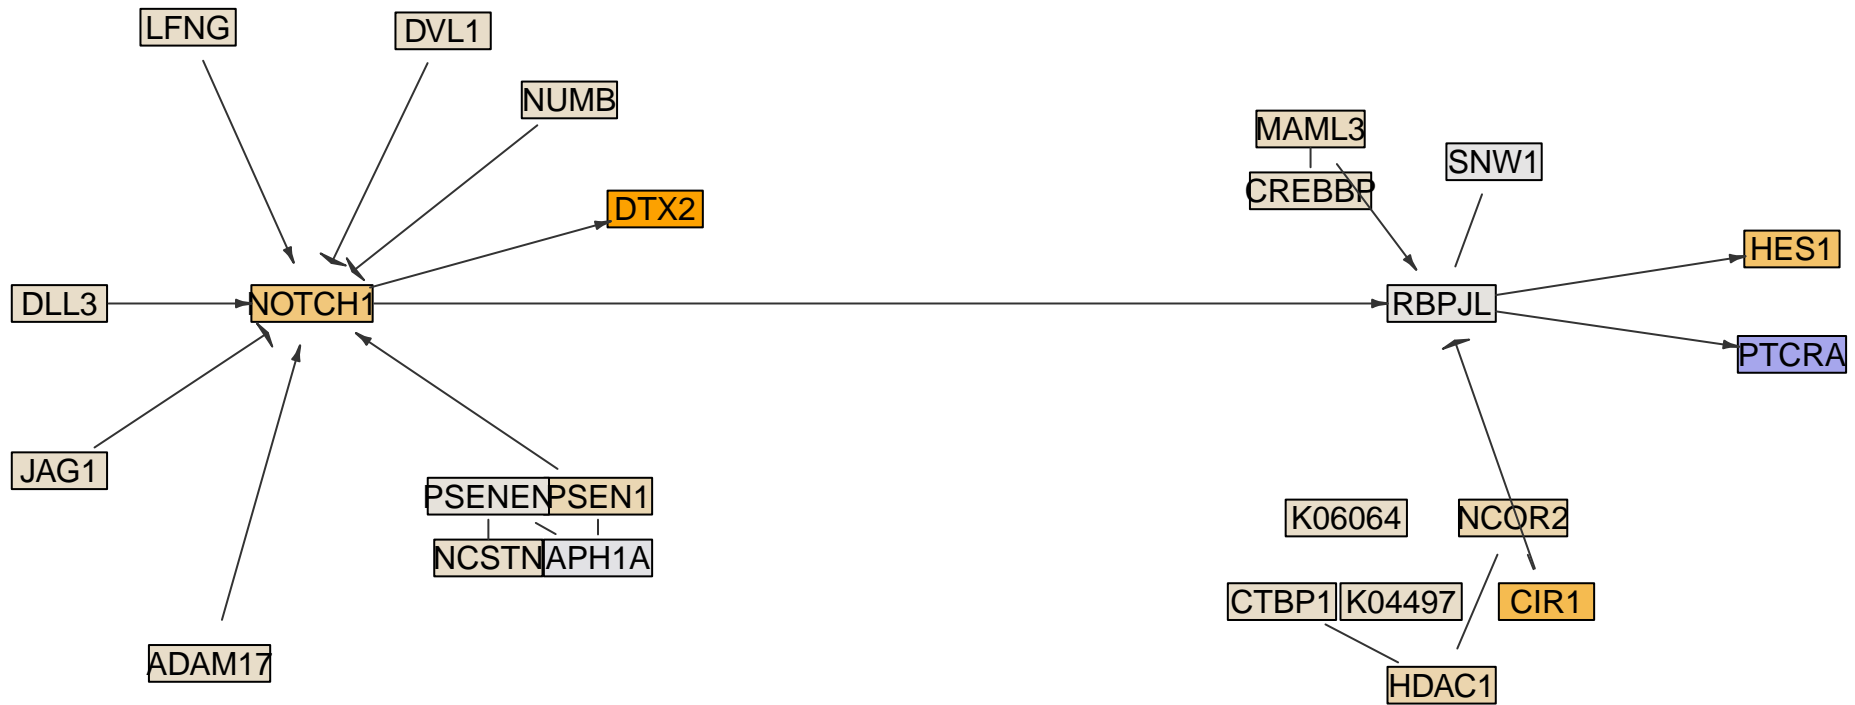 LFNG
DVL1
NUMB
MAML3
SNW1
CREBBP
DTX2
HES1
DLL3
NOTCH1
RBPJL
PTCRA
JAG1
PSENEN
PSEN1
K06064
NCOR2
NCSTN
APH1A
CTBP1
K04497
CIR1
ADAM17
HDAC1